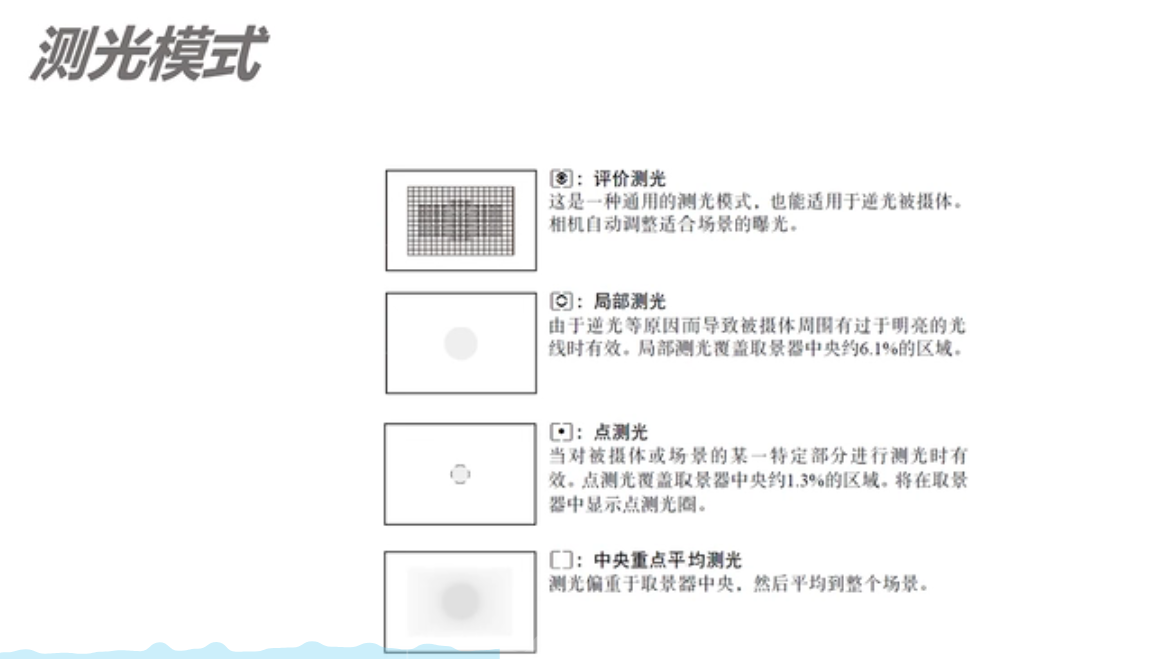 测光模式
: 评价测光
这是一种通用的测光模式，也能适用于逆光被摄体。
相机自动调整适合场景的曝光。
: 局部测光
由于逆光等原因而导致被摄体周围有过于明亮的光
线时有效。局部测光覆盖取景器中央约6.1%的区域。
: 点测光
当对被摄体或场景的某一特定部分进行测光时有
效。点测光覆盖取景器中央约1.3%的区域。将在取景
器中显示点测光圈。
: 中央重点平均测光
测光偏重于取景器中央，然后平均到整个场景。